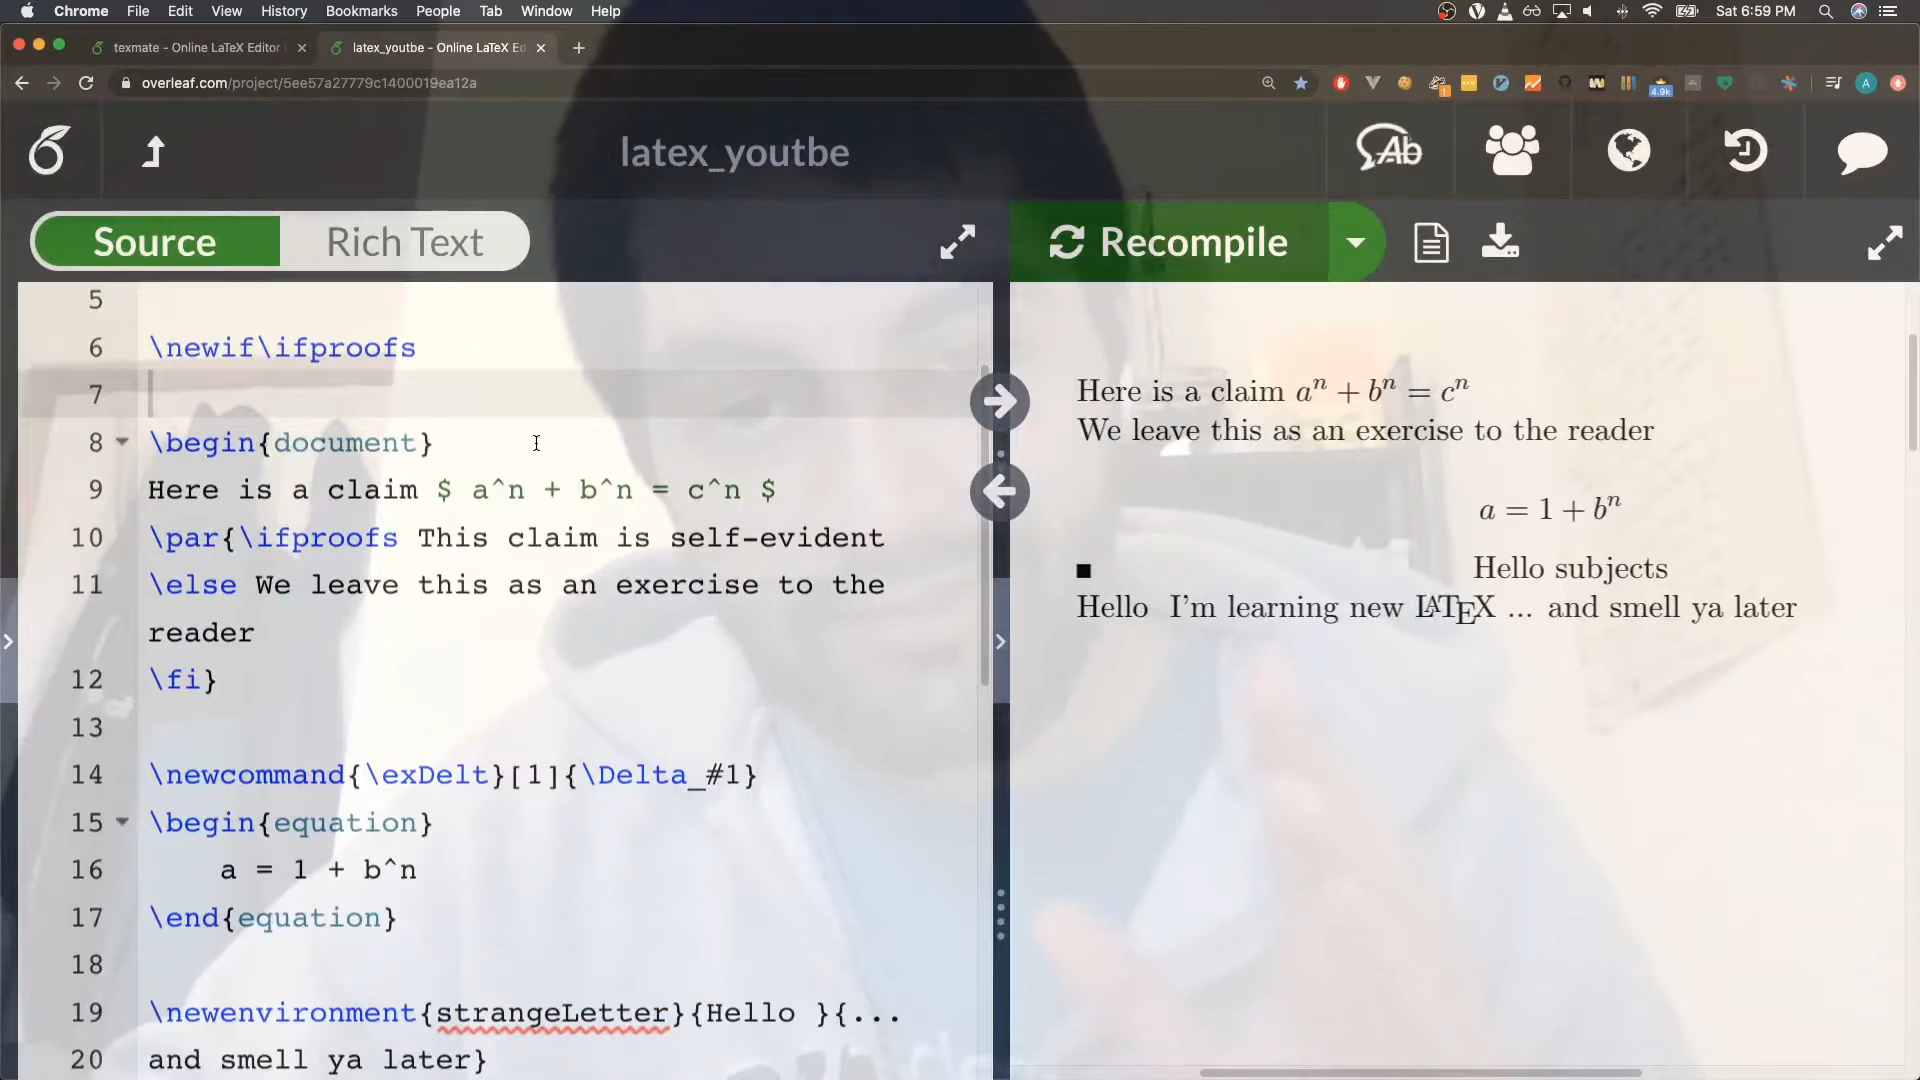 Chrome File Edit View History Bookmarks People Tab Window Help Sat 6:59 PM
texmate - Online LaTeX Editor
latex_youtbe - Online LaTeX Ed
overleaf.com/project/5ee57a27779c1400019ea12a
1
4.9k
A
latex_youtbe
Ab
Source Rich Text
Recompile
5
6 \newif\ifproofs
7
8 \begin{document}
9 Here is a claim $ a^n + b^n = c^n $
10 \par{\ifproofs This claim is self-evident
11 \else We leave this as an exercise to the
reader
12 \fi}
13
14 \newcommand{\exDelt}[1]{\Delta_#1}
15 \begin{equation}
16 a = 1 + b^n
17 \end{equation}
18
19 \newenvironment{strangeLetter}{Hello }{...
20 and smell ya later}
Here is a claim aⁿ + bⁿ = cⁿ
We leave this as an exercise to the reader
a = 1 + bⁿ
Hello subjects
■
Hello I'm learning new LATEX ... and smell ya later